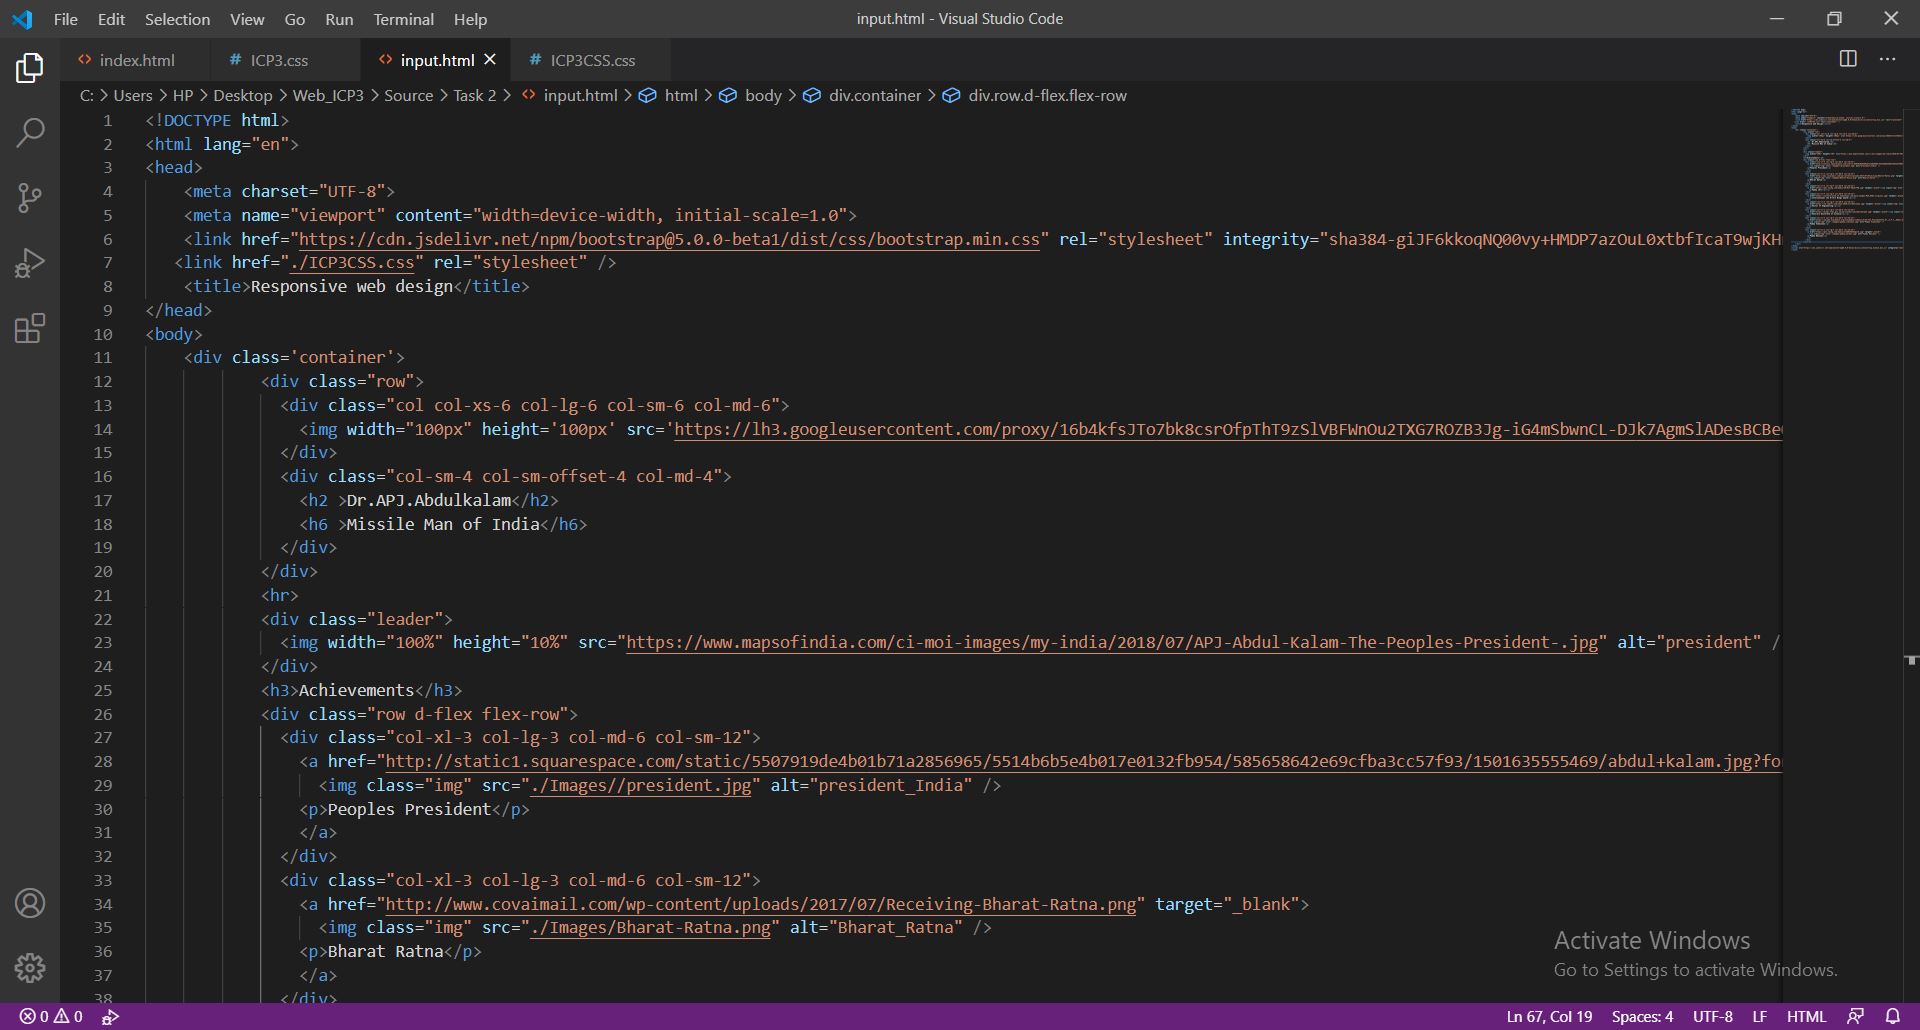 File Edit Selection View Go Run Terminal Help input.html - Visual Studio Code
index.html ICP3.css input.html ICP3CSS.css
C: > Users > HP > Desktop > Web_ICP3 > Source > Task 2 > input.html > html > body > div.container > div.row.d-flex.flex-row
1 <!DOCTYPE html>
2 <html lang="en">
3 <head>
4 <meta charset="UTF-8">
5 <meta name="viewport" content="width=device-width, initial-scale=1.0">
6 <link href="https://cdn.jsdelivr.net/npm/bootstrap@5.0.0-beta1/dist/css/bootstrap.min.css" rel="stylesheet" integrity="sha384-giJF6kkoqNQ00vy+HMDP7azOuL0xtbfIcaT9wjKH
7 <link href="./ICP3CSS.css" rel="stylesheet" />
8 <title>Responsive web design</title>
9 </head>
10 <body>
11 <div class='container'>
12 <div class="row">
13 <div class="col col-xs-6 col-lg-6 col-sm-6 col-md-6">
14 <img width="100px" height='100px' src='https://lh3.googleusercontent.com/proxy/16b4kfsJTo7bk8csrOfpThT9zSlVBFWnOu2TXG7ROZB3Jg-iG4mSbwnCL-DJk7AgmSlADesBCBe
15 </div>
16 <div class="col-sm-4 col-sm-offset-4 col-md-4">
17 <h2 >Dr.APJ.Abdulkalam</h2>
18 <h6 >Missile Man of India</h6>
19 </div>
20 </div>
21 <hr>
22 <div class="leader">
23 <img width="100%" height="10%" src="https://www.mapsofindia.com/ci-moi-images/my-india/2018/07/APJ-Abdul-Kalam-The-Peoples-President-.jpg" alt="president" /
24 </div>
25 <h3>Achievements</h3>
26 <div class="row d-flex flex-row">
27 <div class="col-xl-3 col-lg-3 col-md-6 col-sm-12">
28 <a href="http://static1.squarespace.com/static/5507919de4b01b71a2856965/5514b6b5e4b017e0132fb954/585658642e69cfba3cc57f93/1501635555469/abdul+kalam.jpg?fo
29 <img class="img" src="./Images//president.jpg" alt="president_India" />
30 <p>Peoples President</p>
31 </a>
32 </div>
33 <div class="col-xl-3 col-lg-3 col-md-6 col-sm-12">
34 <a href="http://www.covaimail.com/wp-content/uploads/2017/07/Receiving-Bharat-Ratna.png" target="_blank">
35 <img class="img" src="./Images/Bharat-Ratna.png" alt="Bharat_Ratna" />
36 <p>Bharat Ratna</p>
37 </a>
38 </div>
Activate Windows
Go to Settings to activate Windows.
0 0 Ln 67, Col 19 Spaces: 4 UTF-8 LF HTML